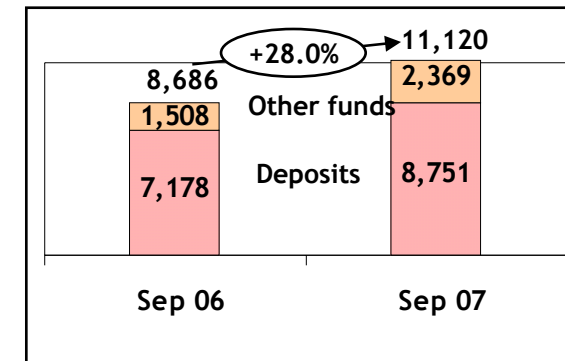 +28.0%
11,120
8,686
2,369
Other funds
1,508
Deposits
8,751
7,178
Sep 06
Sep 07